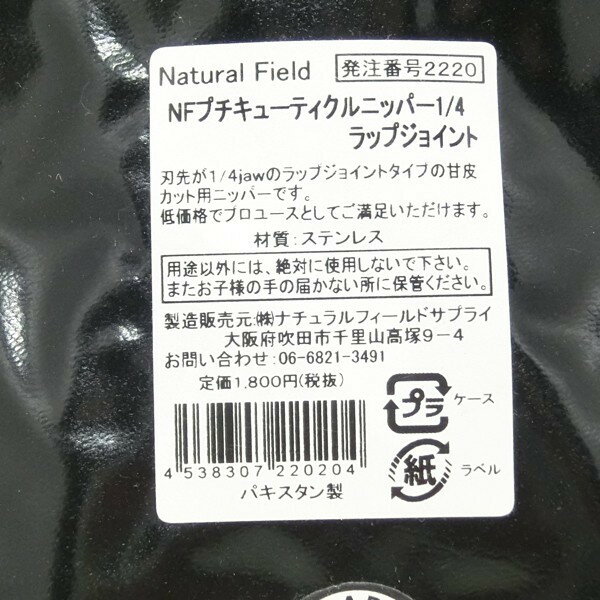 Natural Field 発注番号2220
NFプチキューティクルニッパー1/4
ラップジョイント
刃先が1/4jawのラップジョイントタイプの甘皮
カット用ニッパーです。
低価格でプロユースとしてご満足いただけます。
材質:ステンレス
用途以外には、絶対に使用しないで下さい。
またお子様の手の届かない所に保管ください。
製造販売元:㈱ナチュラルフィールドサプライ
大阪府吹田市千里山高塚9-4
お問い合わせ:06-6821-3491
定価1,800円(税抜)
プラ ケース
4 538307 220204
紙 ラベル
パキスタン製